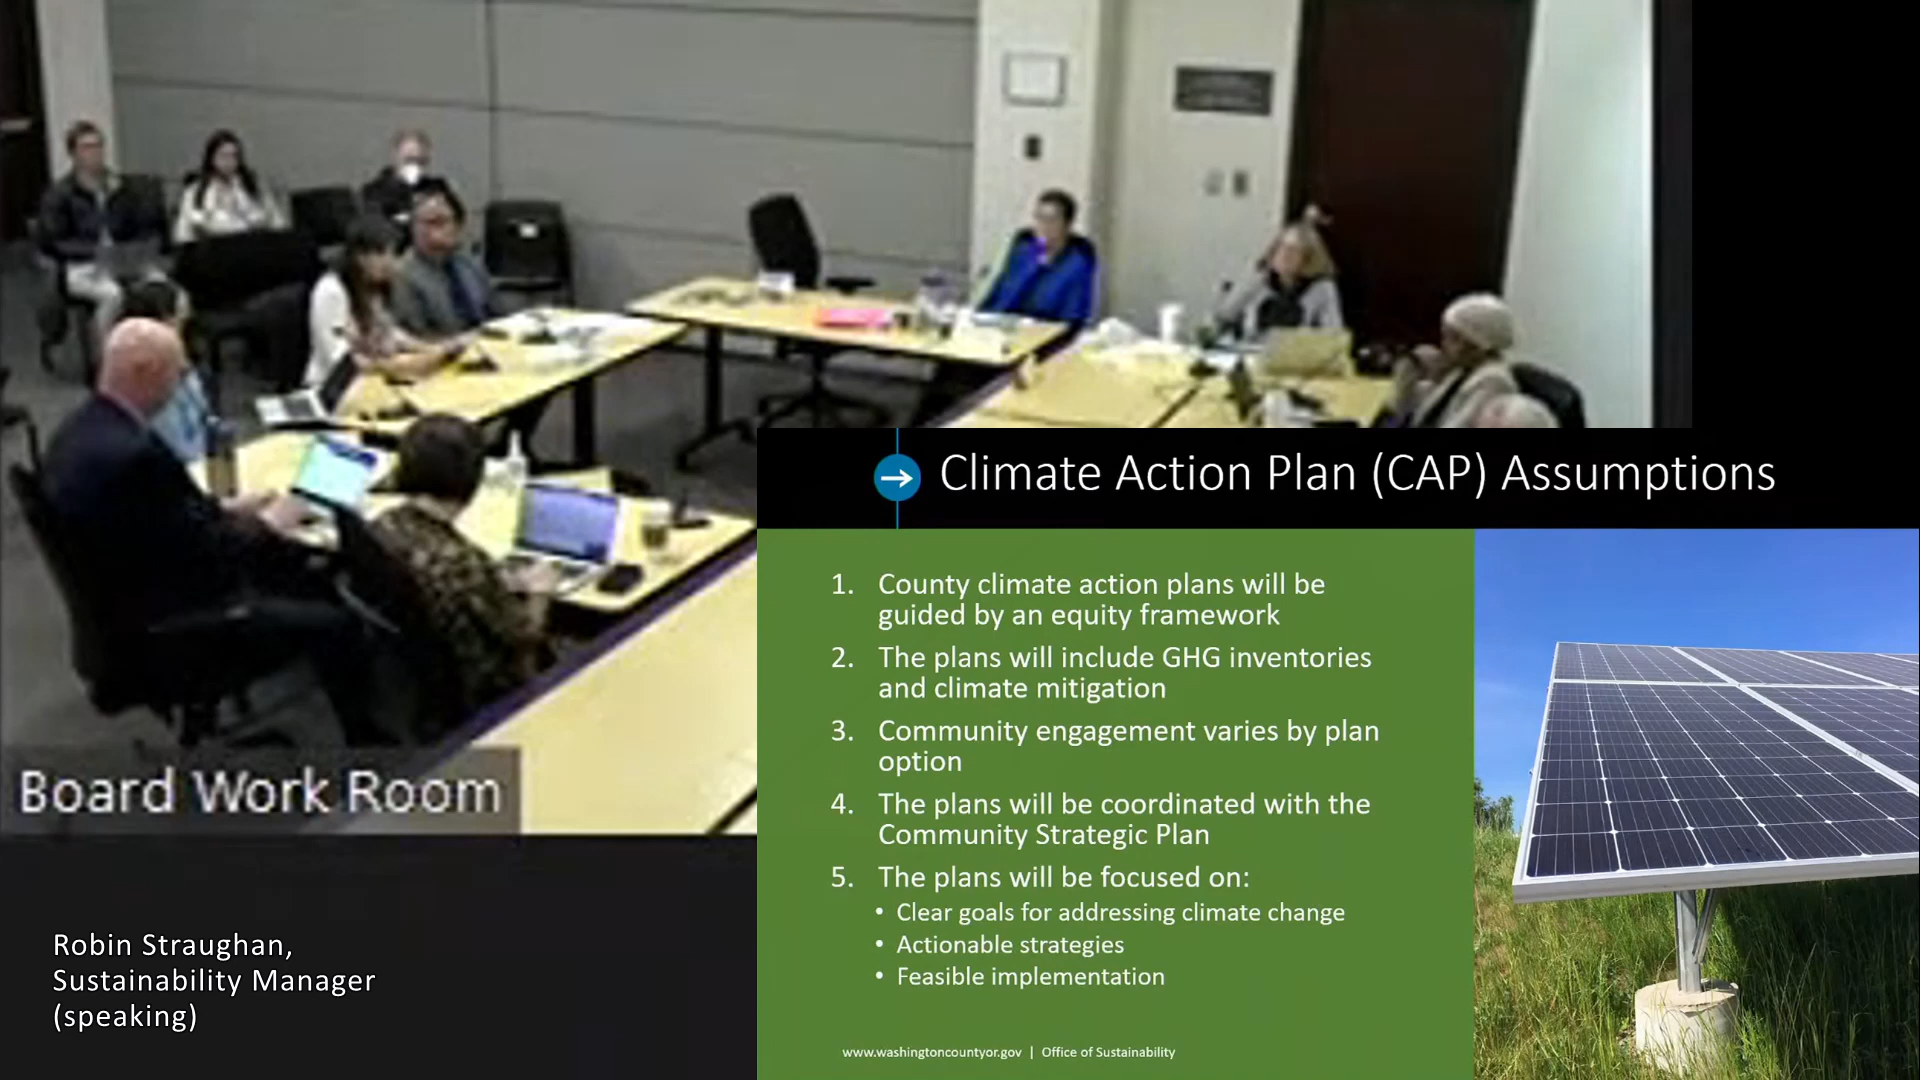 Board Work Room
Robin Straughan,
Sustainability Manager
(speaking)
Climate Action Plan (CAP) Assumptions
1. County climate action plans will be
guided by an equity framework
2. The plans will include GHG inventories
and climate mitigation
3. Community engagement varies by plan
option
4. The plans will be coordinated with the
Community Strategic Plan
5. The plans will be focused on:
• Clear goals for addressing climate change
• Actionable strategies
• Feasible implementation
www.washingtoncountyor.gov | Office of Sustainability